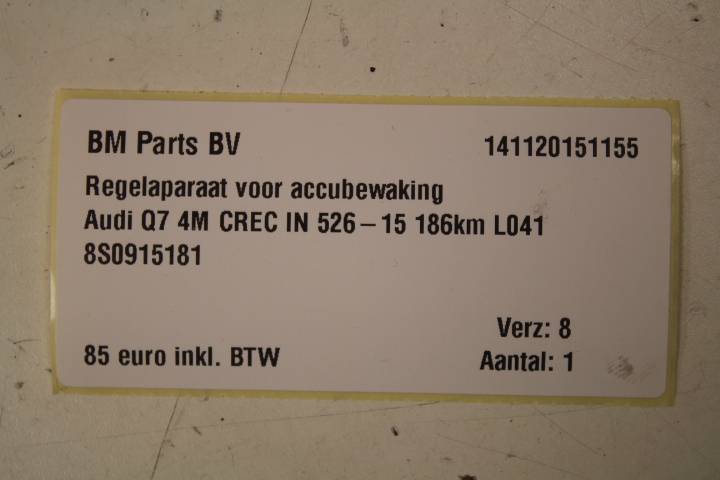 BM Parts BV 141120151155
Regelaparaat voor accubewaking
Audi Q7 4M CREC IN 526-15 186km L041
8S0915181
Verz: 8
85 euro inkl. BTW Aantal: 1